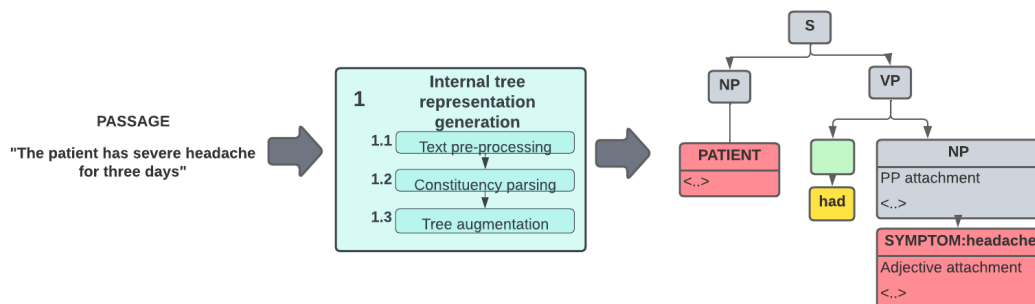 PASSAGE
"The patient has severe headache
for three days"
1
Internal tree
representation
generation
1.1
Text pre-processing
1.2
Constituency parsing
1.3
Tree augmentation
S
NP
VP
PATIENT
<..>
had
NP
PP attachment
<..>
SYMPTOM:headache
Adjective attachment
<..>